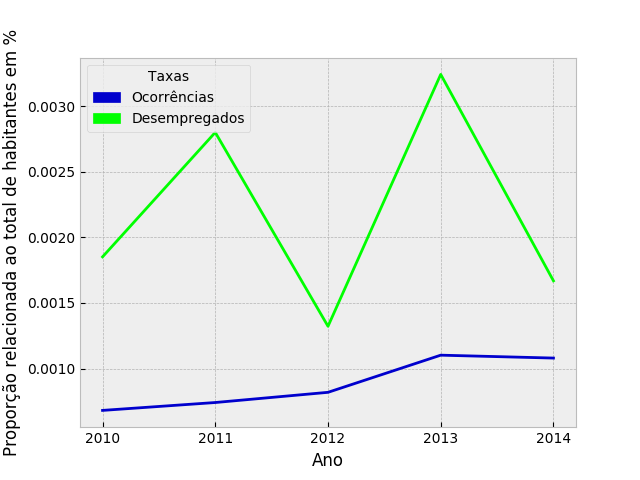 Proporção relacionada ao total de habitantes em %
Taxas
Ocorrências
Desempregados
0.0030
0.0025
0.0020
0.0015
0.0010
2010 2011 2012 2013 2014
Ano